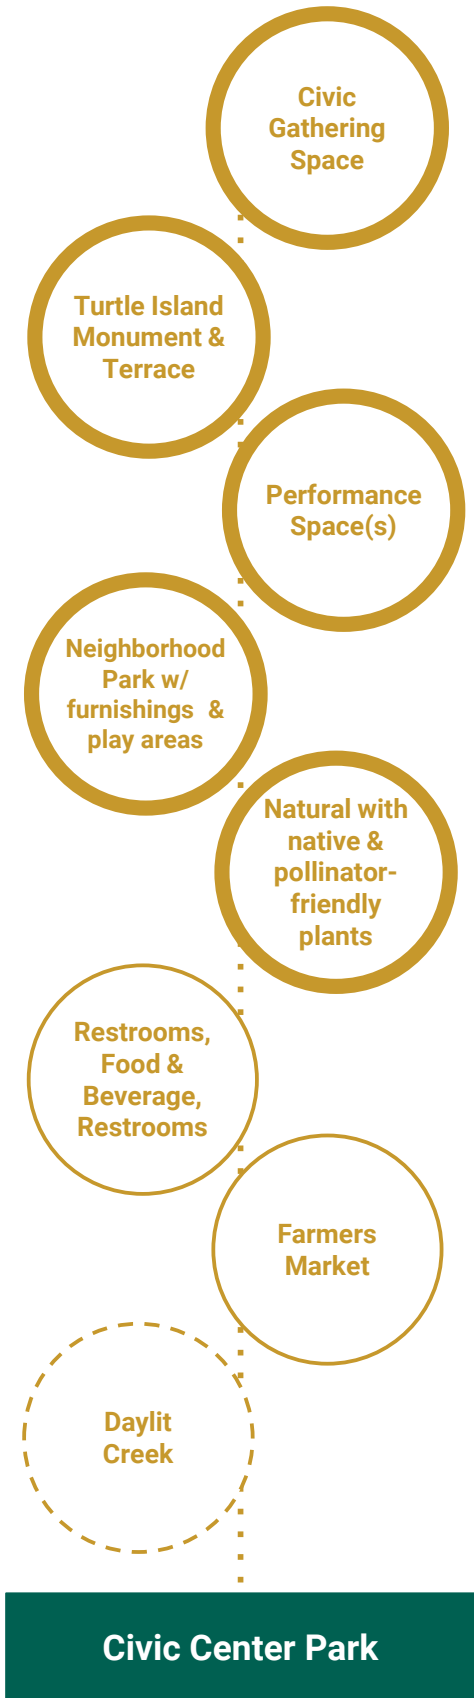 Civic
Gathering
Space
Turtle Island
Monument &
Terrace
Performance
Space(s)
Neighborhood
Park w/
furnishings &
play areas
Natural with
native &
pollinator-
friendly
plants
Restrooms,
Food &
Beverage,
Restrooms
Farmers
Market
Daylit
Creek
Civic Center Park